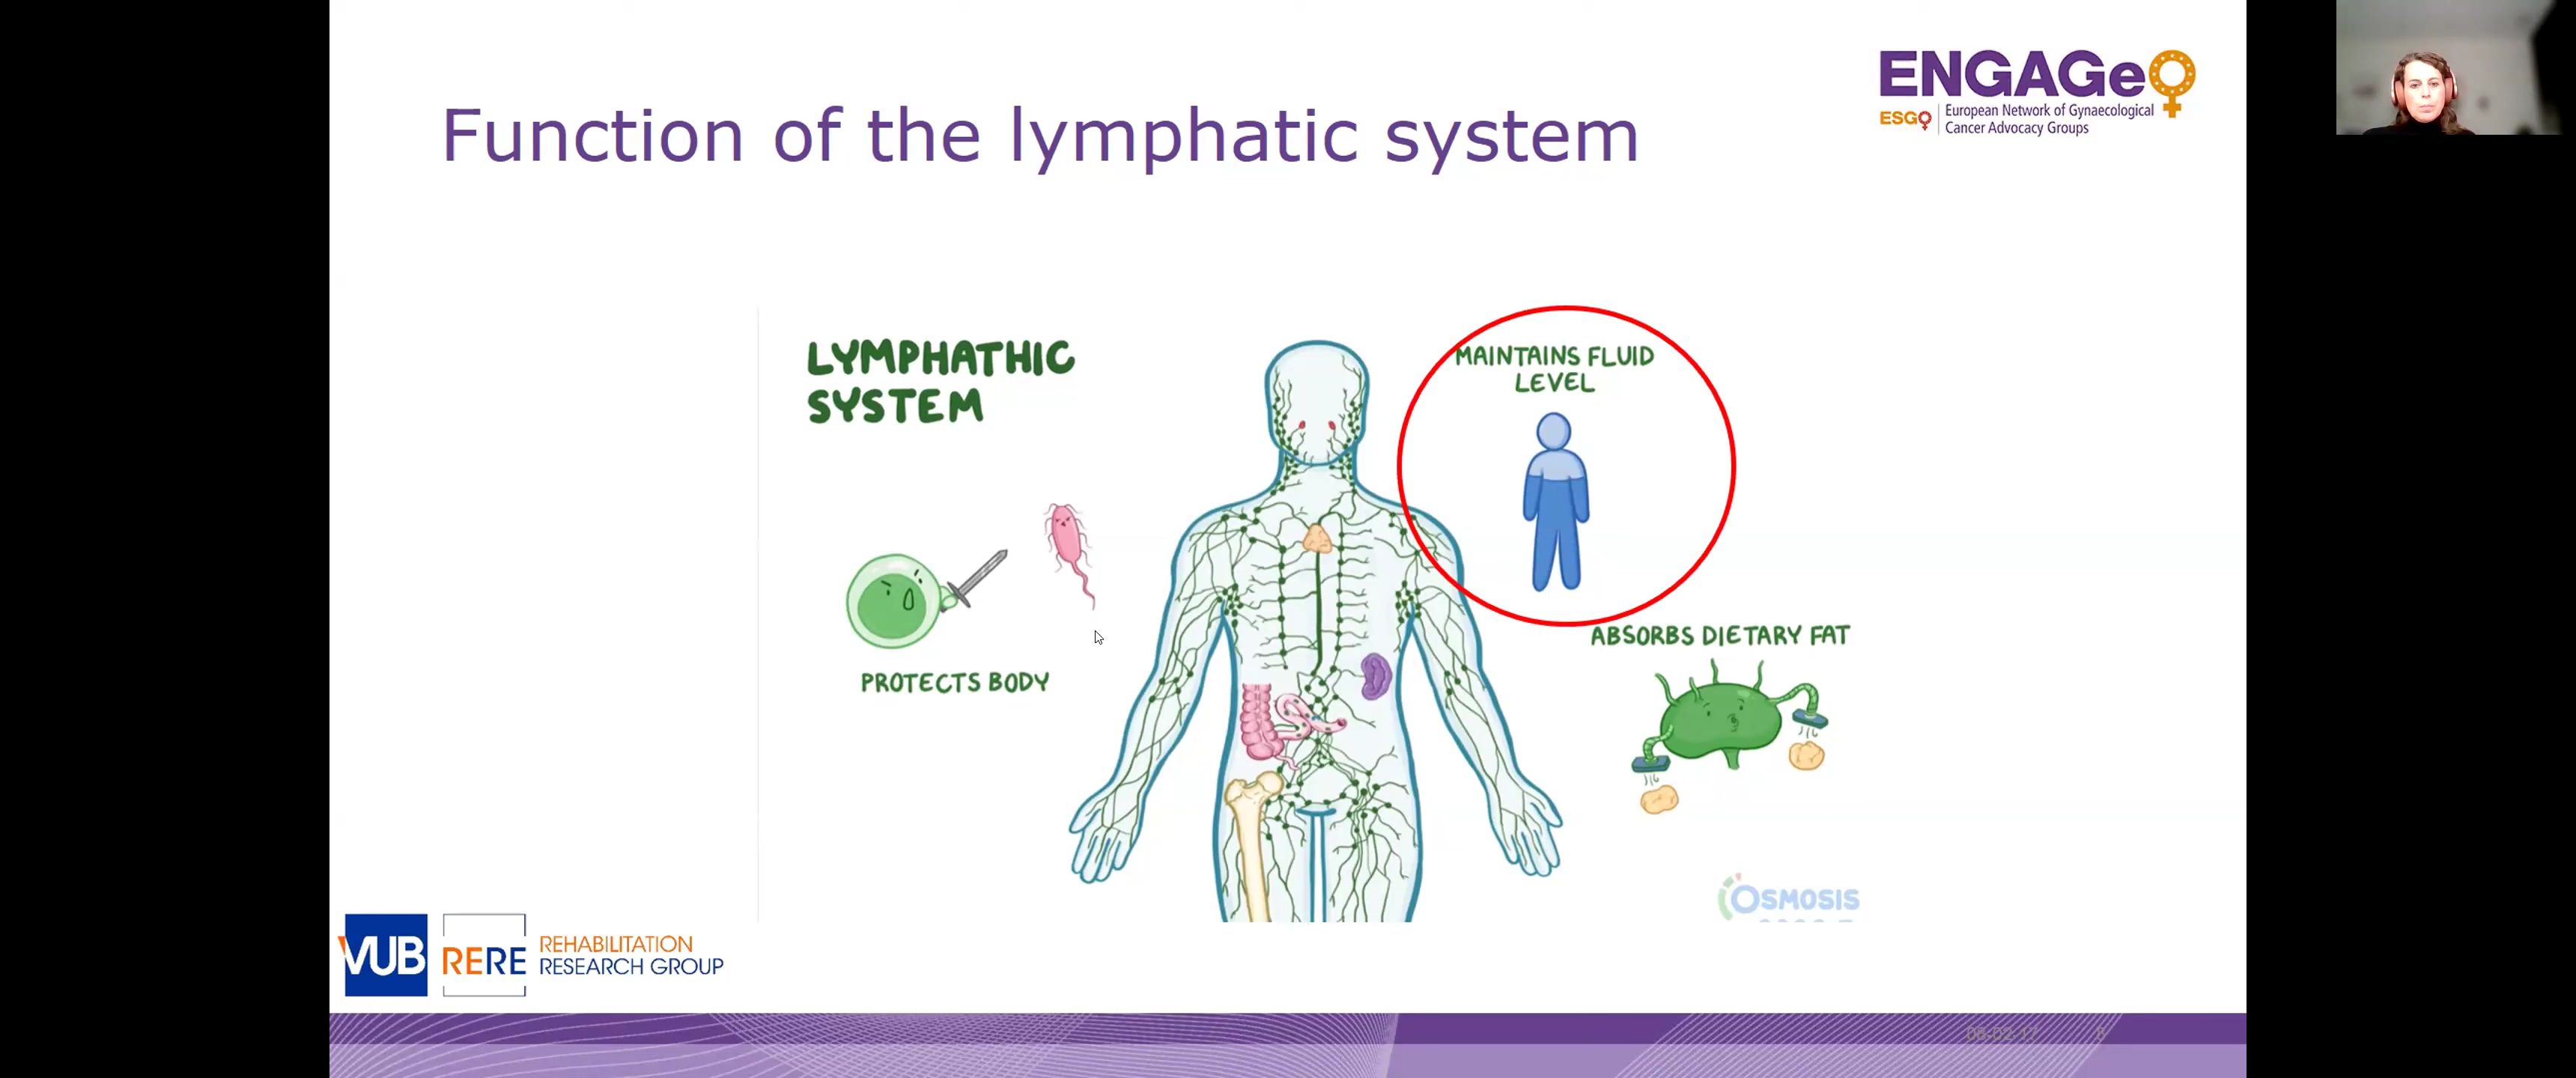 Function of the lymphatic system
ENGAGe
ESGO
European Network of Gynaecological
Cancer Advocacy Groups
LYMPHATHIC
SYSTEM
MAINTAINS FLUID
LEVEL
PROTECTS BODY
ABSORBS DIETARY FAT
OSMOSIS
VUB
RERE
REHABILITATION
RESEARCH GROUP